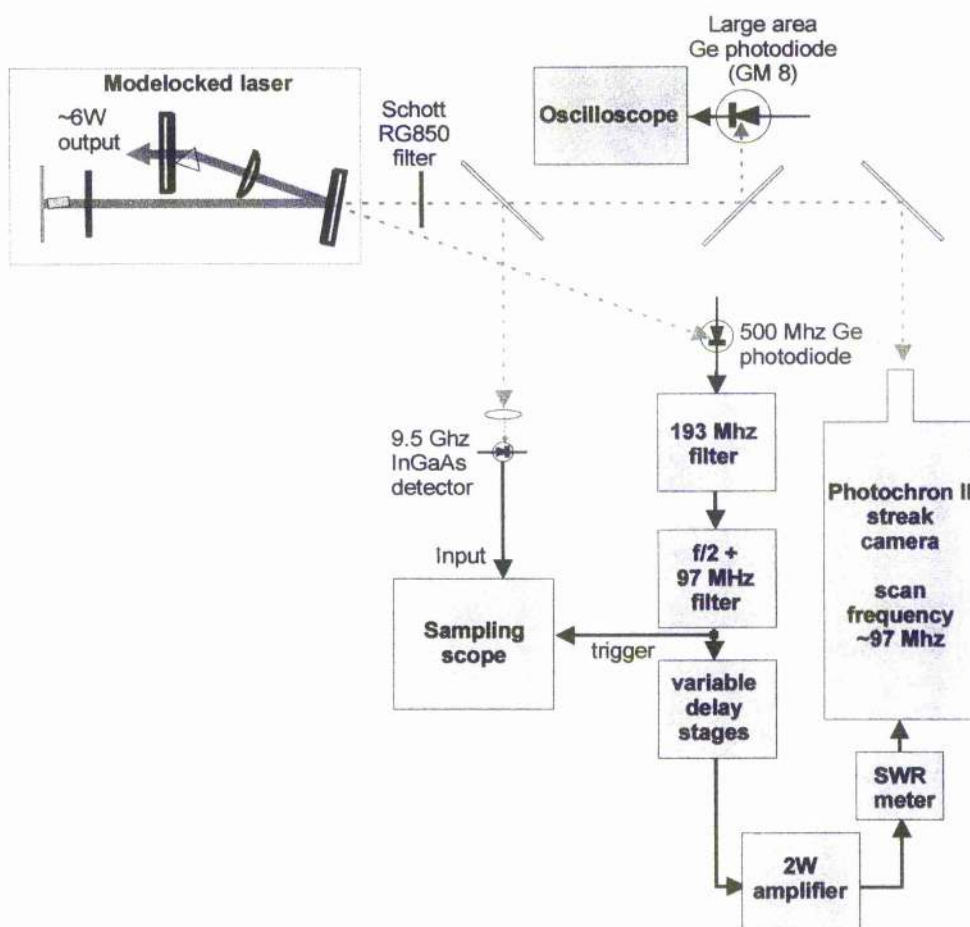 Large area
Ge photodiode
(GM 8)
Modelocked laser
~6W
output
Schott
RG850
filter
Oscilloscope
500 Mhz Ge
photodiode
9.5 Ghz
InGaAs
detector
193 Mhz
filter
Photochron II
streak
camera
scan
frequency
~97 Mhz
Input
f/2 +
97 MHz
filter
Sampling
scope
trigger
variable
delay
stages
SWR
meter
2W
amplifier